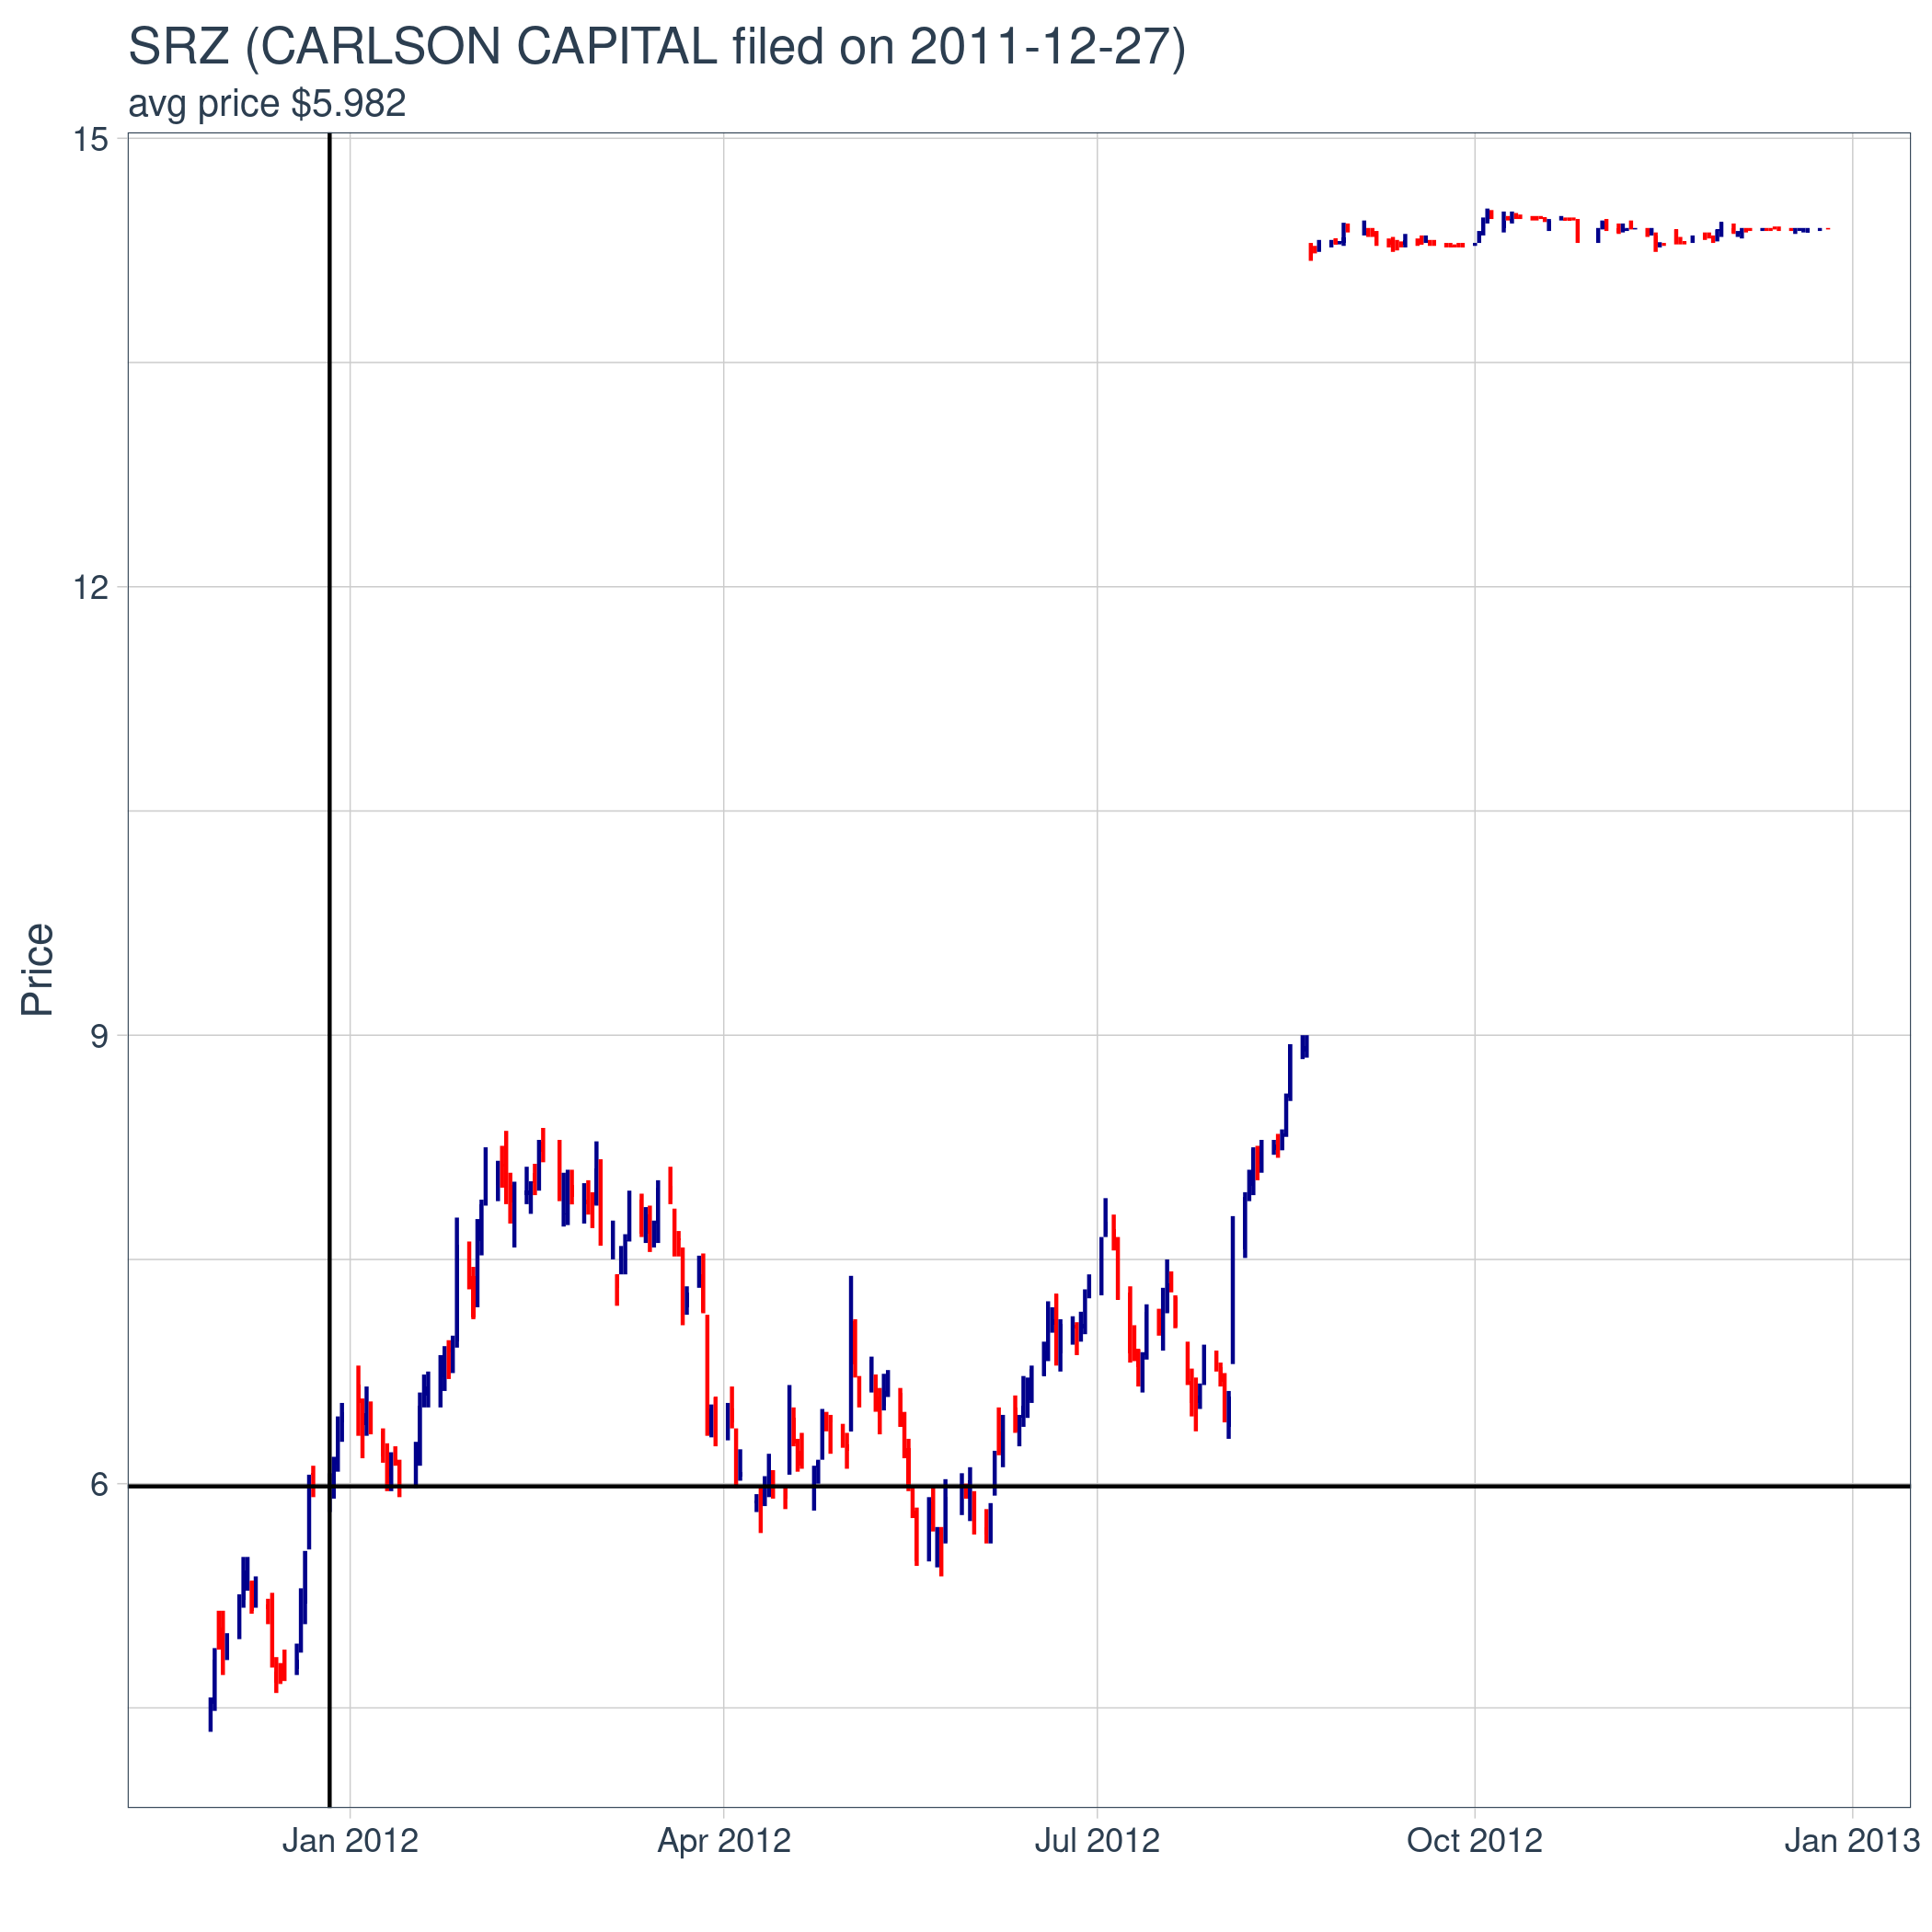 SRZ (CARLSON CAPITAL filed on 2011-12-27)
avg price $5.982
15
12
9
6
Price
Jan 2012
Apr 2012
Jul 2012
Oct 2012
Jan 2013